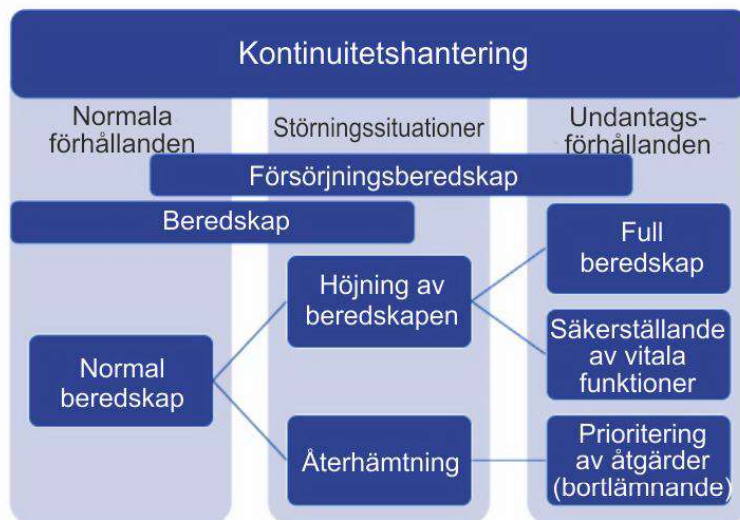 Kontinuitetshantering
Normala
förhållanden
Störningssituationer
Undantags-
förhållanden
Försörjningsberedskap
Beredskap
Full
beredskap
Höjning av
beredskapen
Säkerställande
av vitala
funktioner
Normal
beredskap
Återhämtning
Prioritering
av åtgärder
(bortlämnande)